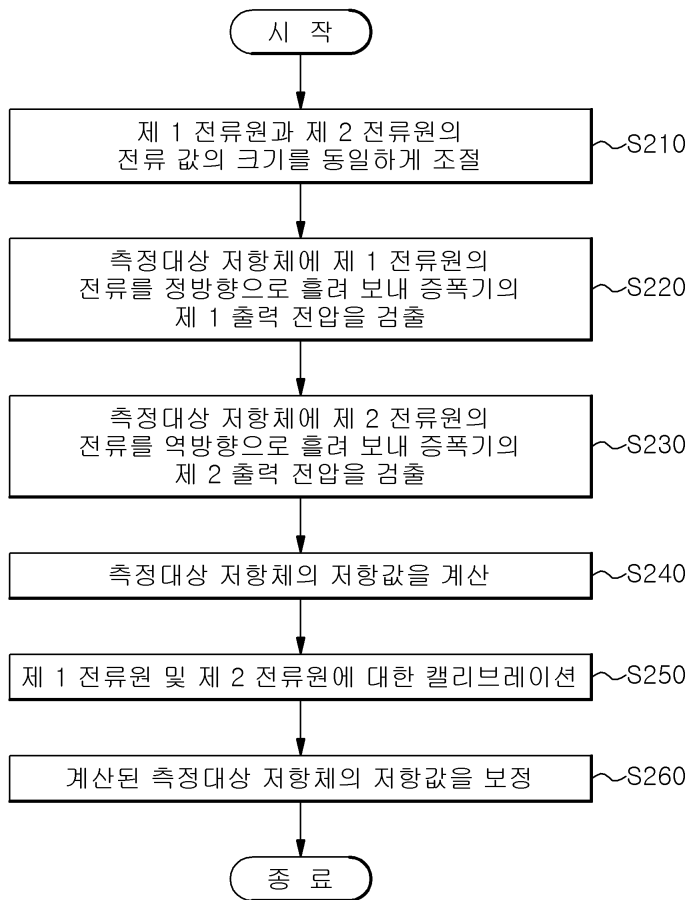 시 작
제 1 전류원과 제 2 전류원의
전류 값의 크기를 동일하게 조절
S210
측정대상 저항체에 제 1 전류원의
전류를 정방향으로 흘려 보내 증폭기의
제 1 출력 전압을 검출
S220
측정대상 저항체에 제 2 전류원의
전류를 역방향으로 흘려 보내 증폭기의
제 2 출력 전압을 검출
S230
측정대상 저항체의 저항값을 계산
S240
제 1 전류원 및 제 2 전류원에 대한 캘리브레이션
S250
계산된 측정대상 저항체의 저항값을 보정
S260
종 료